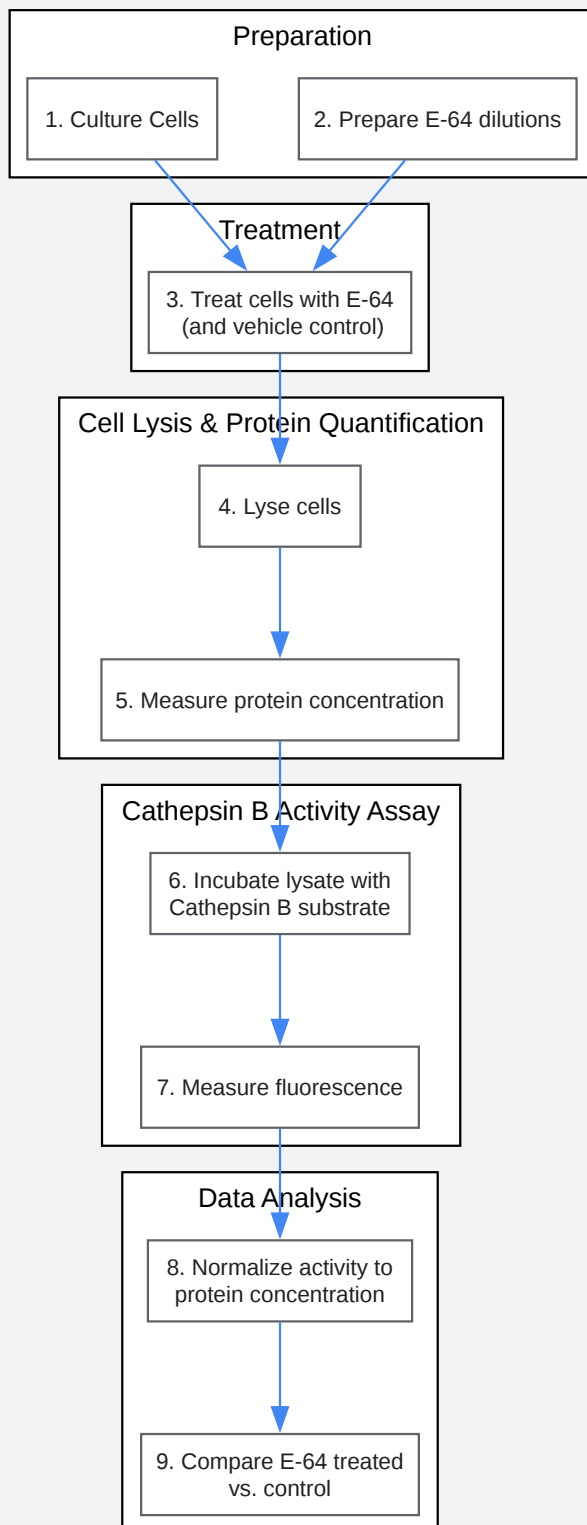 Preparation
1. Culture Cells
2. Prepare E-64 dilutions
Treatment
3. Treat cells with E-64
(and vehicle control)
Cell Lysis & Protein Quantification
4. Lyse cells
5. Measure protein concentration
Cathepsin B Activity Assay
6. Incubate lysate with
Cathepsin B substrate
7. Measure fluorescence
Data Analysis
8. Normalize activity to
protein concentration
9. Compare E-64 treated
vs. control